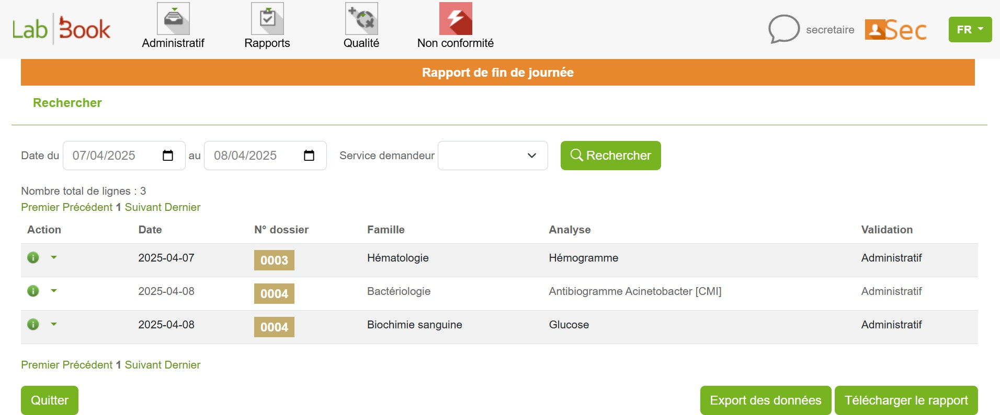 Lab Book
Administratif
Rapports
Qualité
Non conformité
secretaire
Sec
FR
Rapport de fin de journée
Rechercher
Date du 07/04/2025 au 08/04/2025 Service demandeur Rechercher
Nombre total de lignes : 3
Premier Précédent 1 Suivant Dernier
Action Date N° dossier Famille Analyse Validation
2025-04-07 0003 Hématologie Hémogramme Administratif
2025-04-08 0004 Bactériologie Antibiogramme Acinetobacter [CMI] Administratif
2025-04-08 0004 Biochimie sanguine Glucose Administratif
Premier Précédent 1 Suivant Dernier
Quitter Export des données Télécharger le rapport